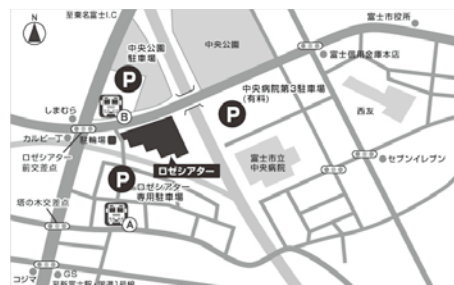 至東名富士I.C
N
中央公園
駐車場
中央公園
富士市役所
富士信用金庫本店
P
中央病院第3駐車場
(有料)
P
しまむら
B
カルビ一丁
駐輪場
西友
ロゼシアター
前交差点
ロゼシアター
富士市立
中央病院
セブンイレブン
P
ロゼシアター
専用駐車場
塔の木交差点
A
コジマ
GS